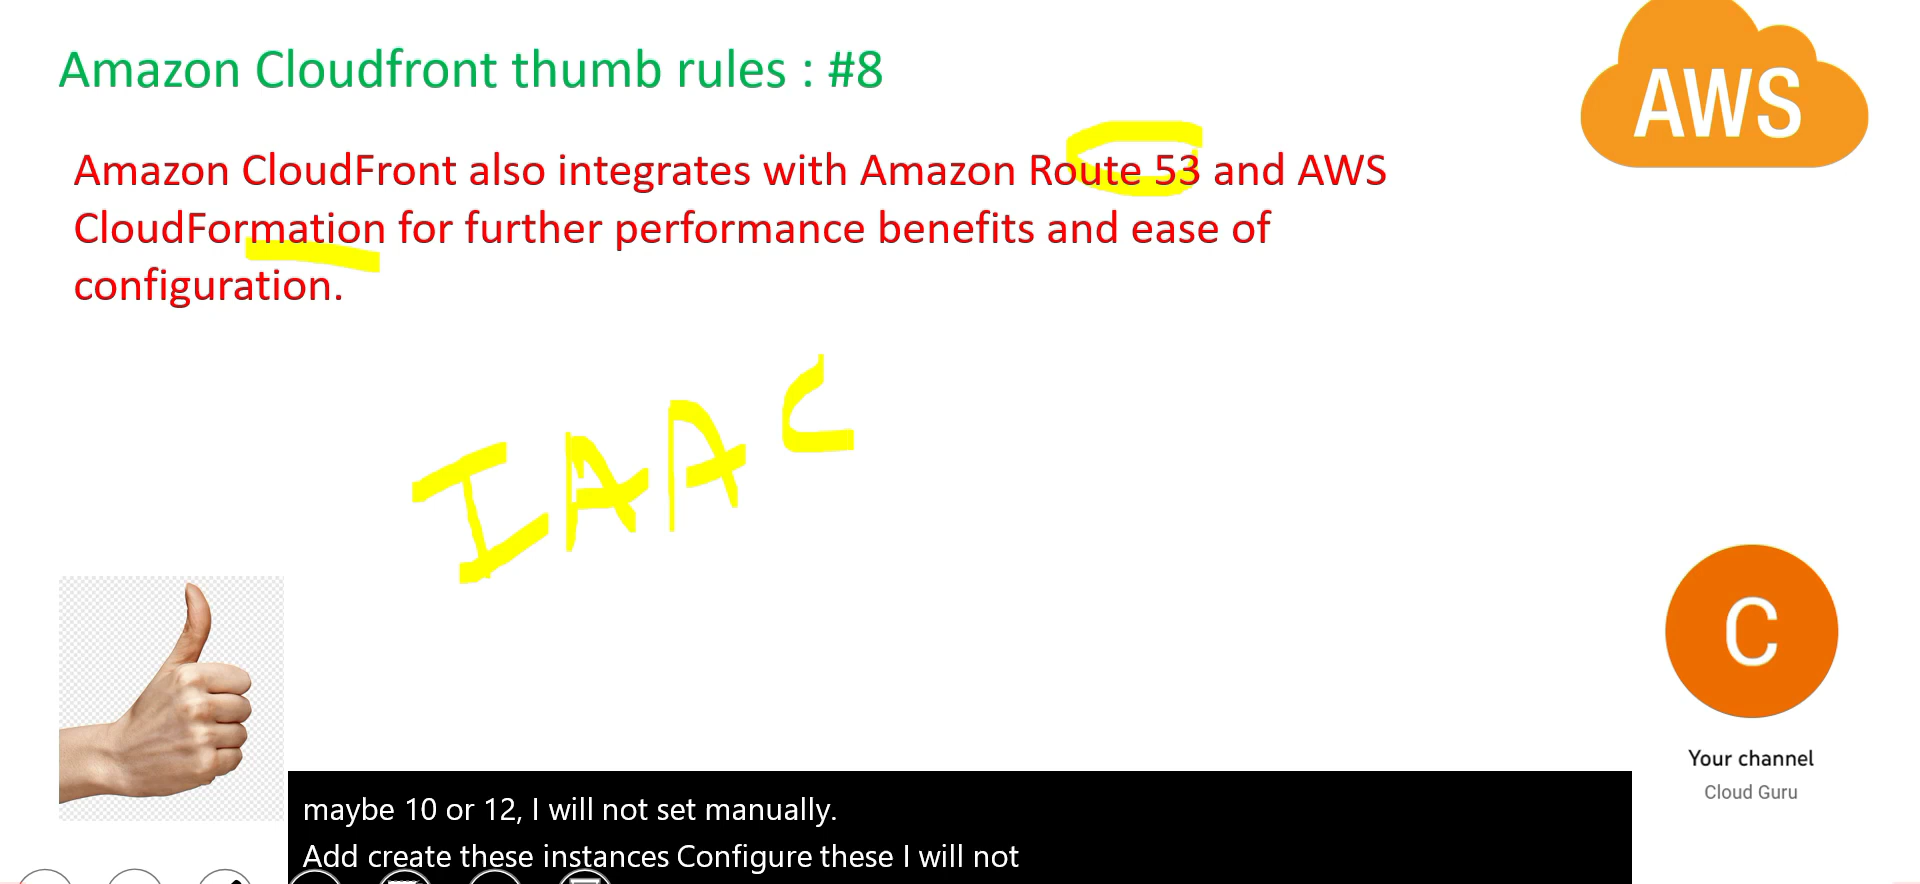 Amazon Cloudfront thumb rules : #8
AWS
Amazon CloudFront also integrates with Amazon Route 53 and AWS
CloudFormation for further performance benefits and ease of
configuration.
IAAC
C
Your channel
Cloud Guru
maybe 10 or 12, I will not set manually.
Add create these instances Configure these I will not